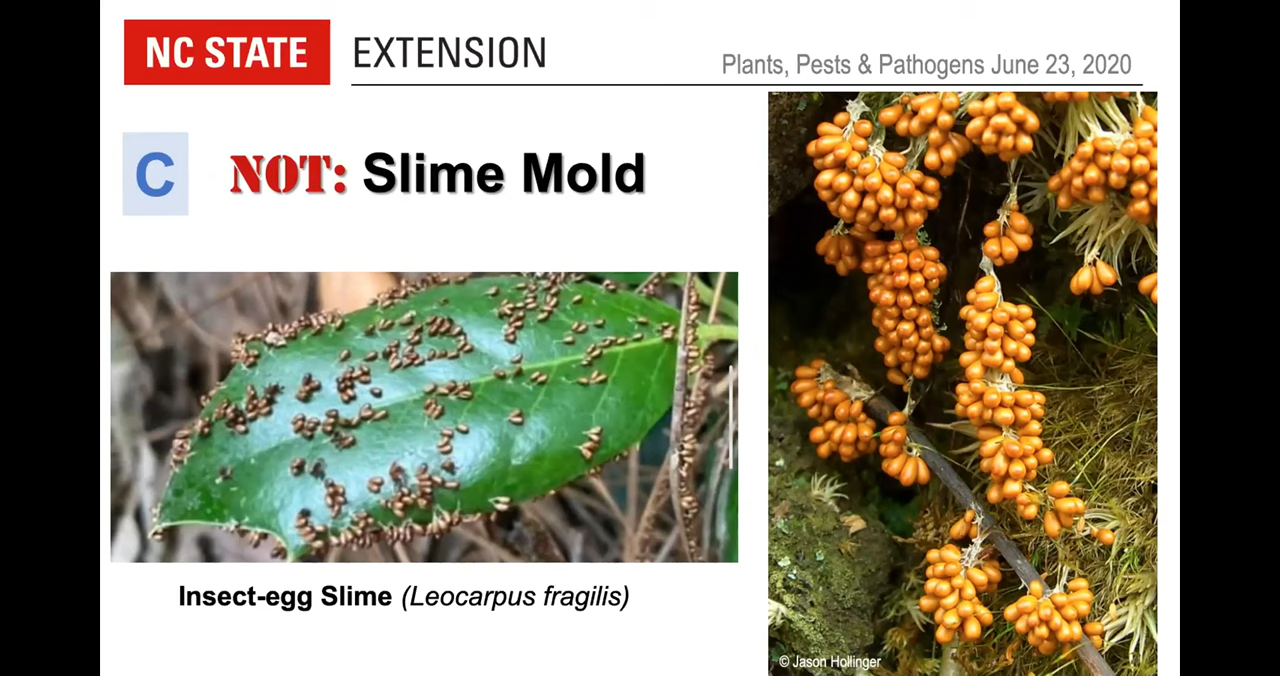 NC STATE EXTENSION
Plants, Pests & Pathogens June 23, 2020
C NOT: Slime Mold
Insect-egg Slime (Leocarpus fragilis)
© Jason Hollinger